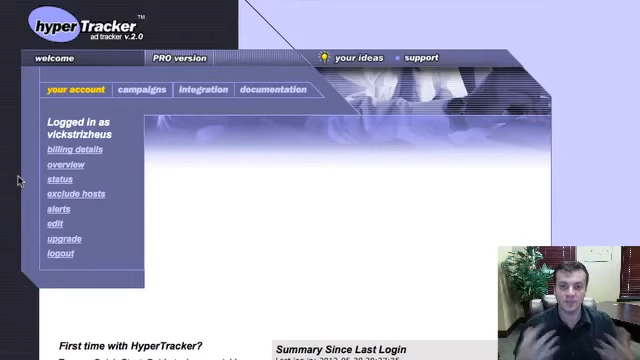 hyperTracker™
ad tracker v.2.0
welcome
PRO version
your ideas
support
your account
campaigns
integration
documentation
Logged in as
vickstrizheus
billing details
overview
status
exclude hosts
alerts
edit
upgrade
logout
First time with HyperTracker?
Summary Since Last Login